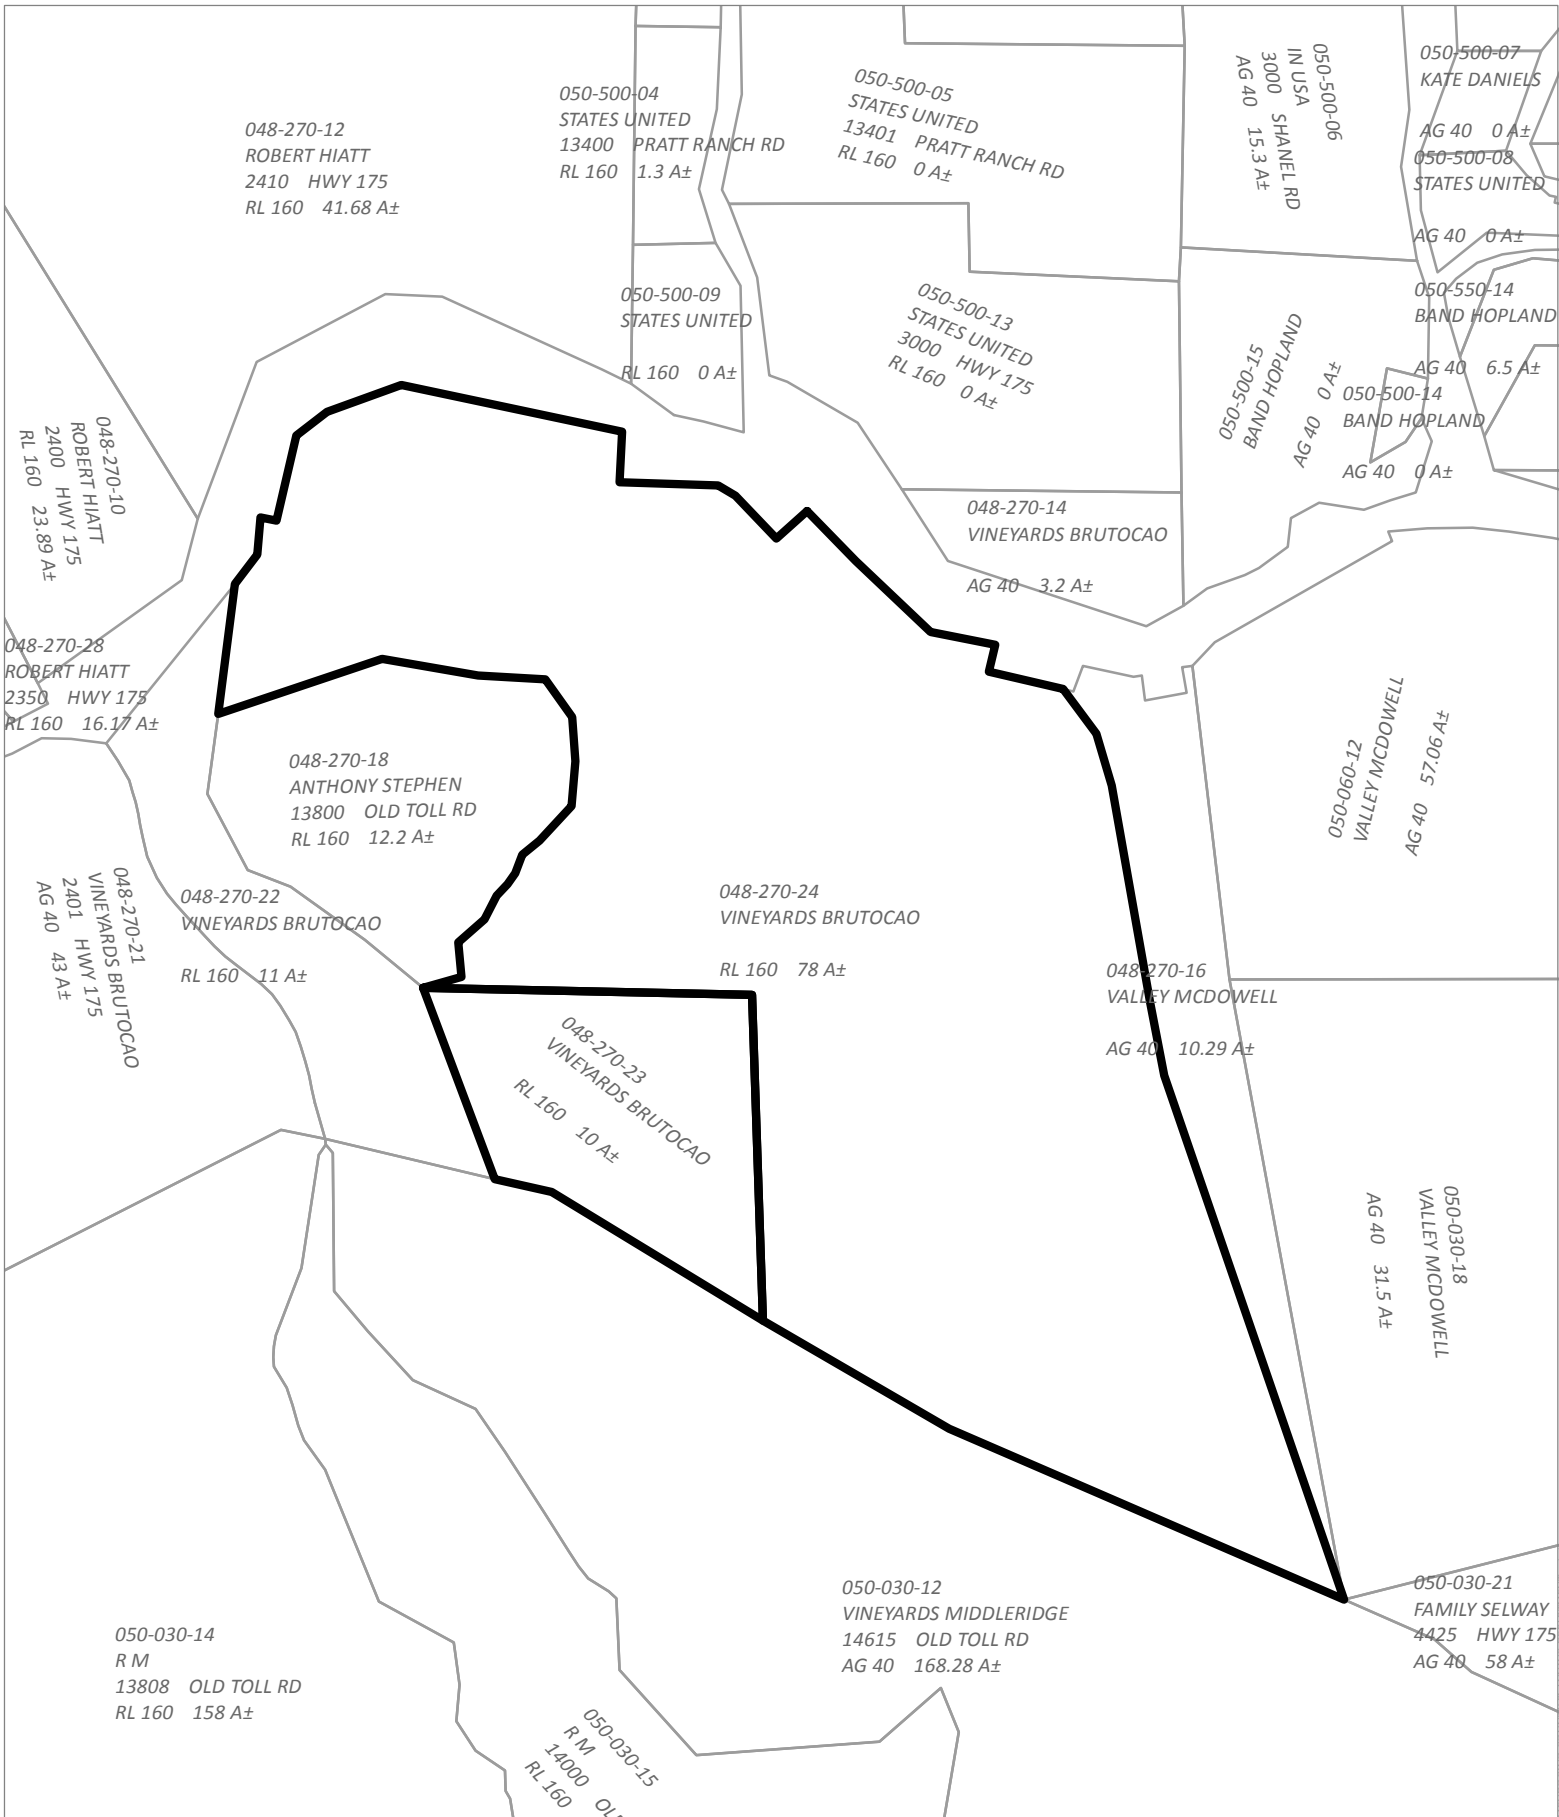 048-270-12
ROBERT HIATT
2410 HWY 175
RL 160 41.68 A±
050-500-04
STATES UNITED
13400 PRATT RANCH RD
RL 160 1.3 A±
050-500-05
STATES UNITED
13401 PRATT RANCH RD
RL 160 0 A±
050-500-06
IN USA
3000 SHANEL RD
AG 40 15.3 A±
050-500-07
KATE DANIELS
AG 40 0 A±
050-500-08
STATES UNITED
AG 40 0 A±
050-500-09
STATES UNITED
RL 160 0 A±
050-500-13
STATES UNITED
3000 HWY 175
RL 160 0 A±
050-500-15
BAND HOPLAND
AG 40 0 A±
050-550-14
BAND HOPLAND
AG 40 6.5 A±
050-500-14
BAND HOPLAND
AG 40 0 A±
048-270-10
ROBERT HIATT
2400 HWY 175
RL 160 23.89 A±
048-270-14
VINEYARDS BRUTOCAO
AG 40 3.2 A±
048-270-28
ROBERT HIATT
2350 HWY 175
RL 160 16.17 A±
048-270-18
ANTHONY STEPHEN
13800 OLD TOLL RD
RL 160 12.2 A±
050-060-12
VALLEY MCDOWELL
AG 40 57.06 A±
048-270-21
VINEYARDS BRUTOCAO
2401 HWY 175
AG 40 43 A±
048-270-22
VINEYARDS BRUTOCAO
RL 160 11 A±
048-270-24
VINEYARDS BRUTOCAO
RL 160 78 A±
048-270-16
VALLEY MCDOWELL
AG 40 10.29 A±
048-270-23
VINEYARDS BRUTOCAO
RL 160 10 A±
050-030-18
VALLEY MCDOWELL
AG 40 31.5 A±
050-030-12
VINEYARDS MIDDLERIDGE
14615 OLD TOLL RD
AG 40 168.28 A±
050-030-21
FAMILY SELWAY
4425 HWY 175
AG 40 58 A±
050-030-14
R M
13808 OLD TOLL RD
RL 160 158 A±
050-030-15
R M
14000
RL 160